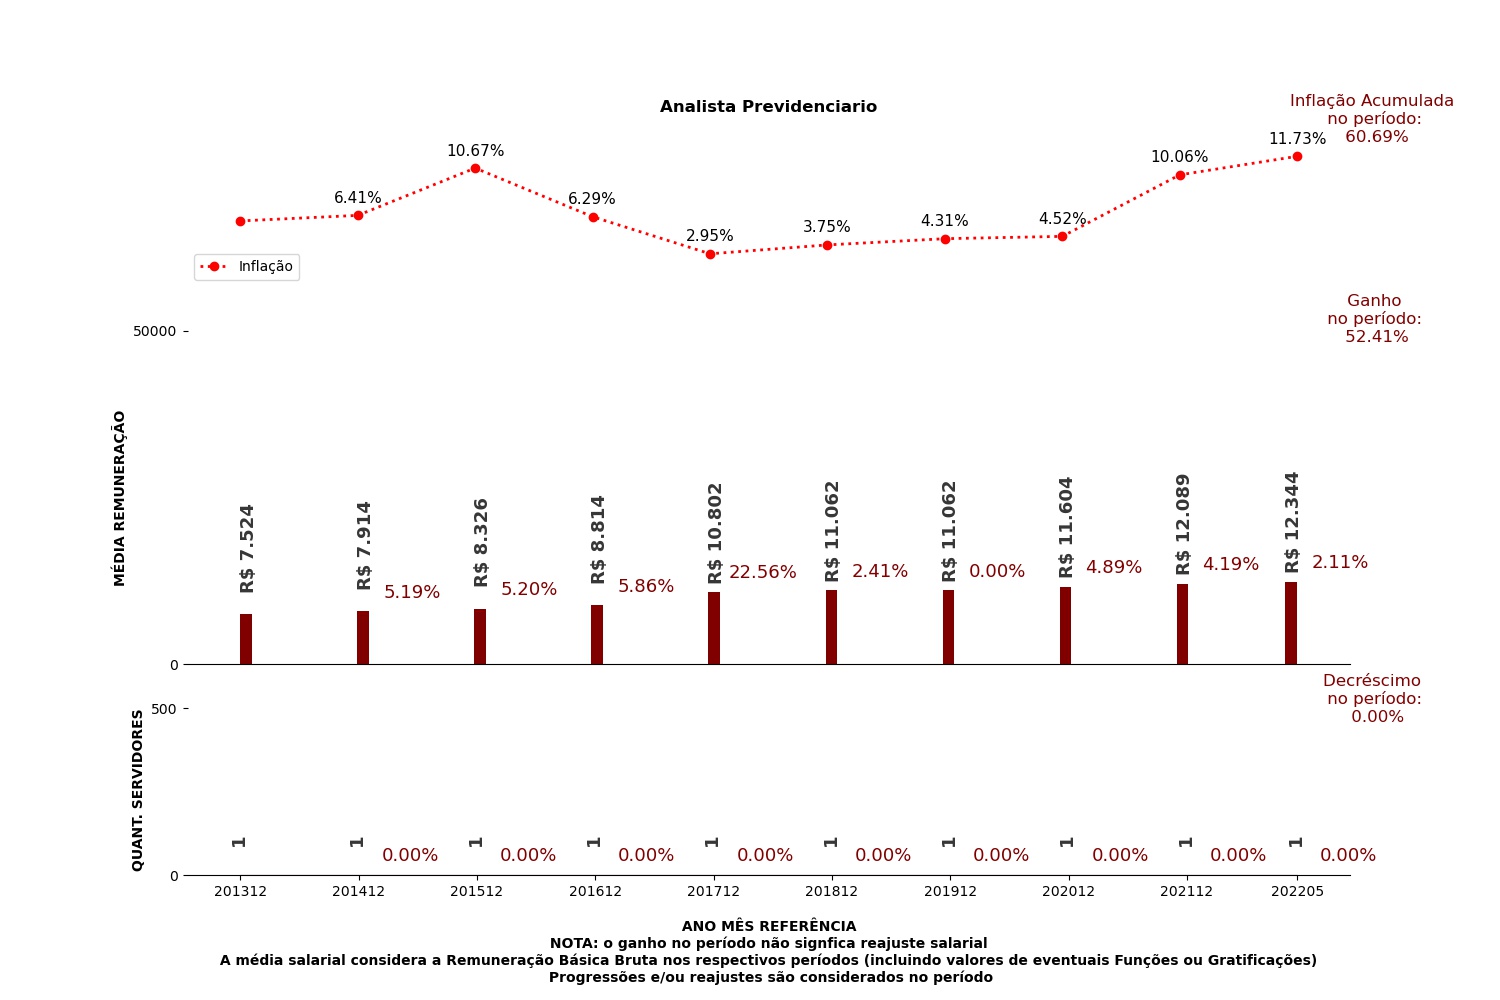 Analista Previdenciario
Inflação Acumulada
no período:
60.69%
6.41%
10.67%
6.29%
2.95%
3.75%
4.31%
4.52%
10.06%
11.73%
Inflação
Ganho
no período:
52.41%
50000
0
MÉDIA REMUNERAÇÃO
R$ 7.524
R$ 7.914
R$ 8.326
R$ 8.814
R$ 10.802
R$ 11.062
R$ 11.062
R$ 11.604
R$ 12.089
R$ 12.344
5.19%
5.20%
5.86%
22.56%
2.41%
0.00%
4.89%
4.19%
2.11%
Decréscimo
no período:
0.00%
500
0
QUANT. SERVIDORES
1
1
1
1
1
1
1
1
1
1
0.00%
0.00%
0.00%
0.00%
0.00%
0.00%
0.00%
0.00%
0.00%
201312
201412
201512
201612
201712
201812
201912
202012
202112
202205
ANO MÊS REFERÊNCIA
NOTA: o ganho no período não signfica reajuste salarial
A média salarial considera a Remuneração Básica Bruta nos respectivos períodos (incluindo valores de eventuais Funções ou Gratificações)
Progressões e/ou reajustes são considerados no período